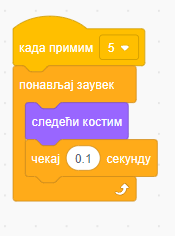 када примим 5
понављај заувек
следећи костим
чекај 0.1 секунду